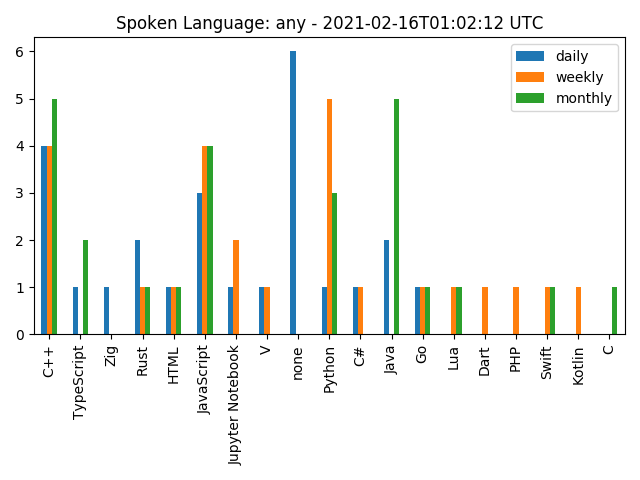 Spoken Language: any - 2021-02-16T01:02:12 UTC
daily
weekly
monthly
6
5
4
3
2
1
0
C++
TypeScript
Zig
Rust
HTML
JavaScript
Jupyter Notebook
V
none
Python
C#
Java
Go
Lua
Dart
PHP
Swift
Kotlin
C